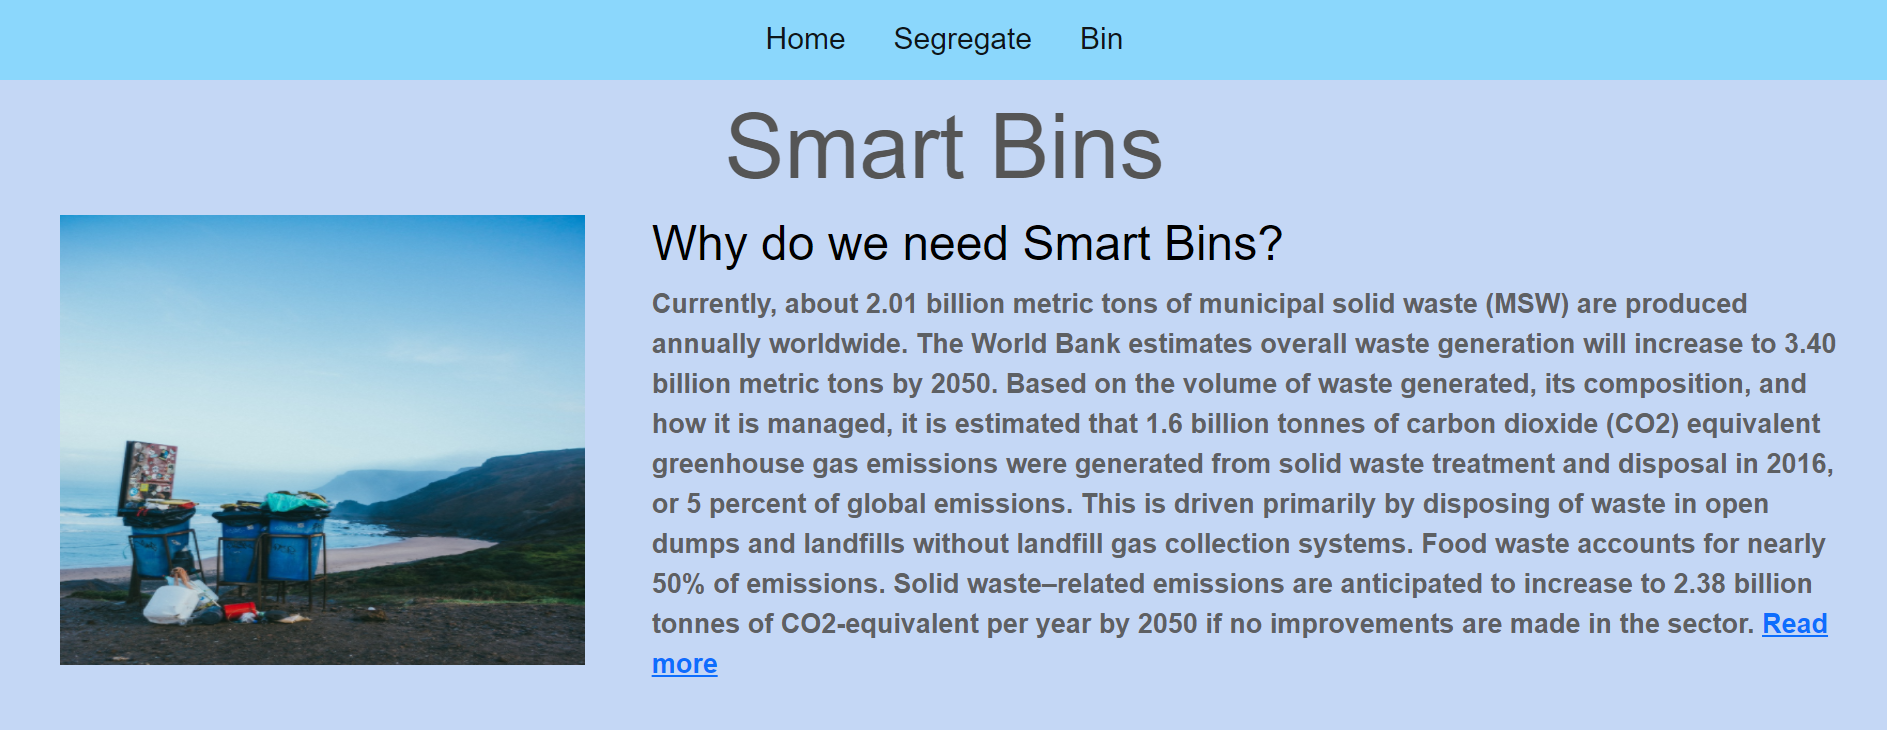 Home Segregate Bin
Smart Bins
Why do we need Smart Bins?
Currently, about 2.01 billion metric tons of municipal solid waste (MSW) are produced
annually worldwide. The World Bank estimates overall waste generation will increase to 3.40
billion metric tons by 2050. Based on the volume of waste generated, its composition, and
how it is managed, it is estimated that 1.6 billion tonnes of carbon dioxide (CO2) equivalent
greenhouse gas emissions were generated from solid waste treatment and disposal in 2016,
or 5 percent of global emissions. This is driven primarily by disposing of waste in open
dumps and landfills without landfill gas collection systems. Food waste accounts for nearly
50% of emissions. Solid waste–related emissions are anticipated to increase to 2.38 billion
tonnes of CO2-equivalent per year by 2050 if no improvements are made in the sector. Read
more